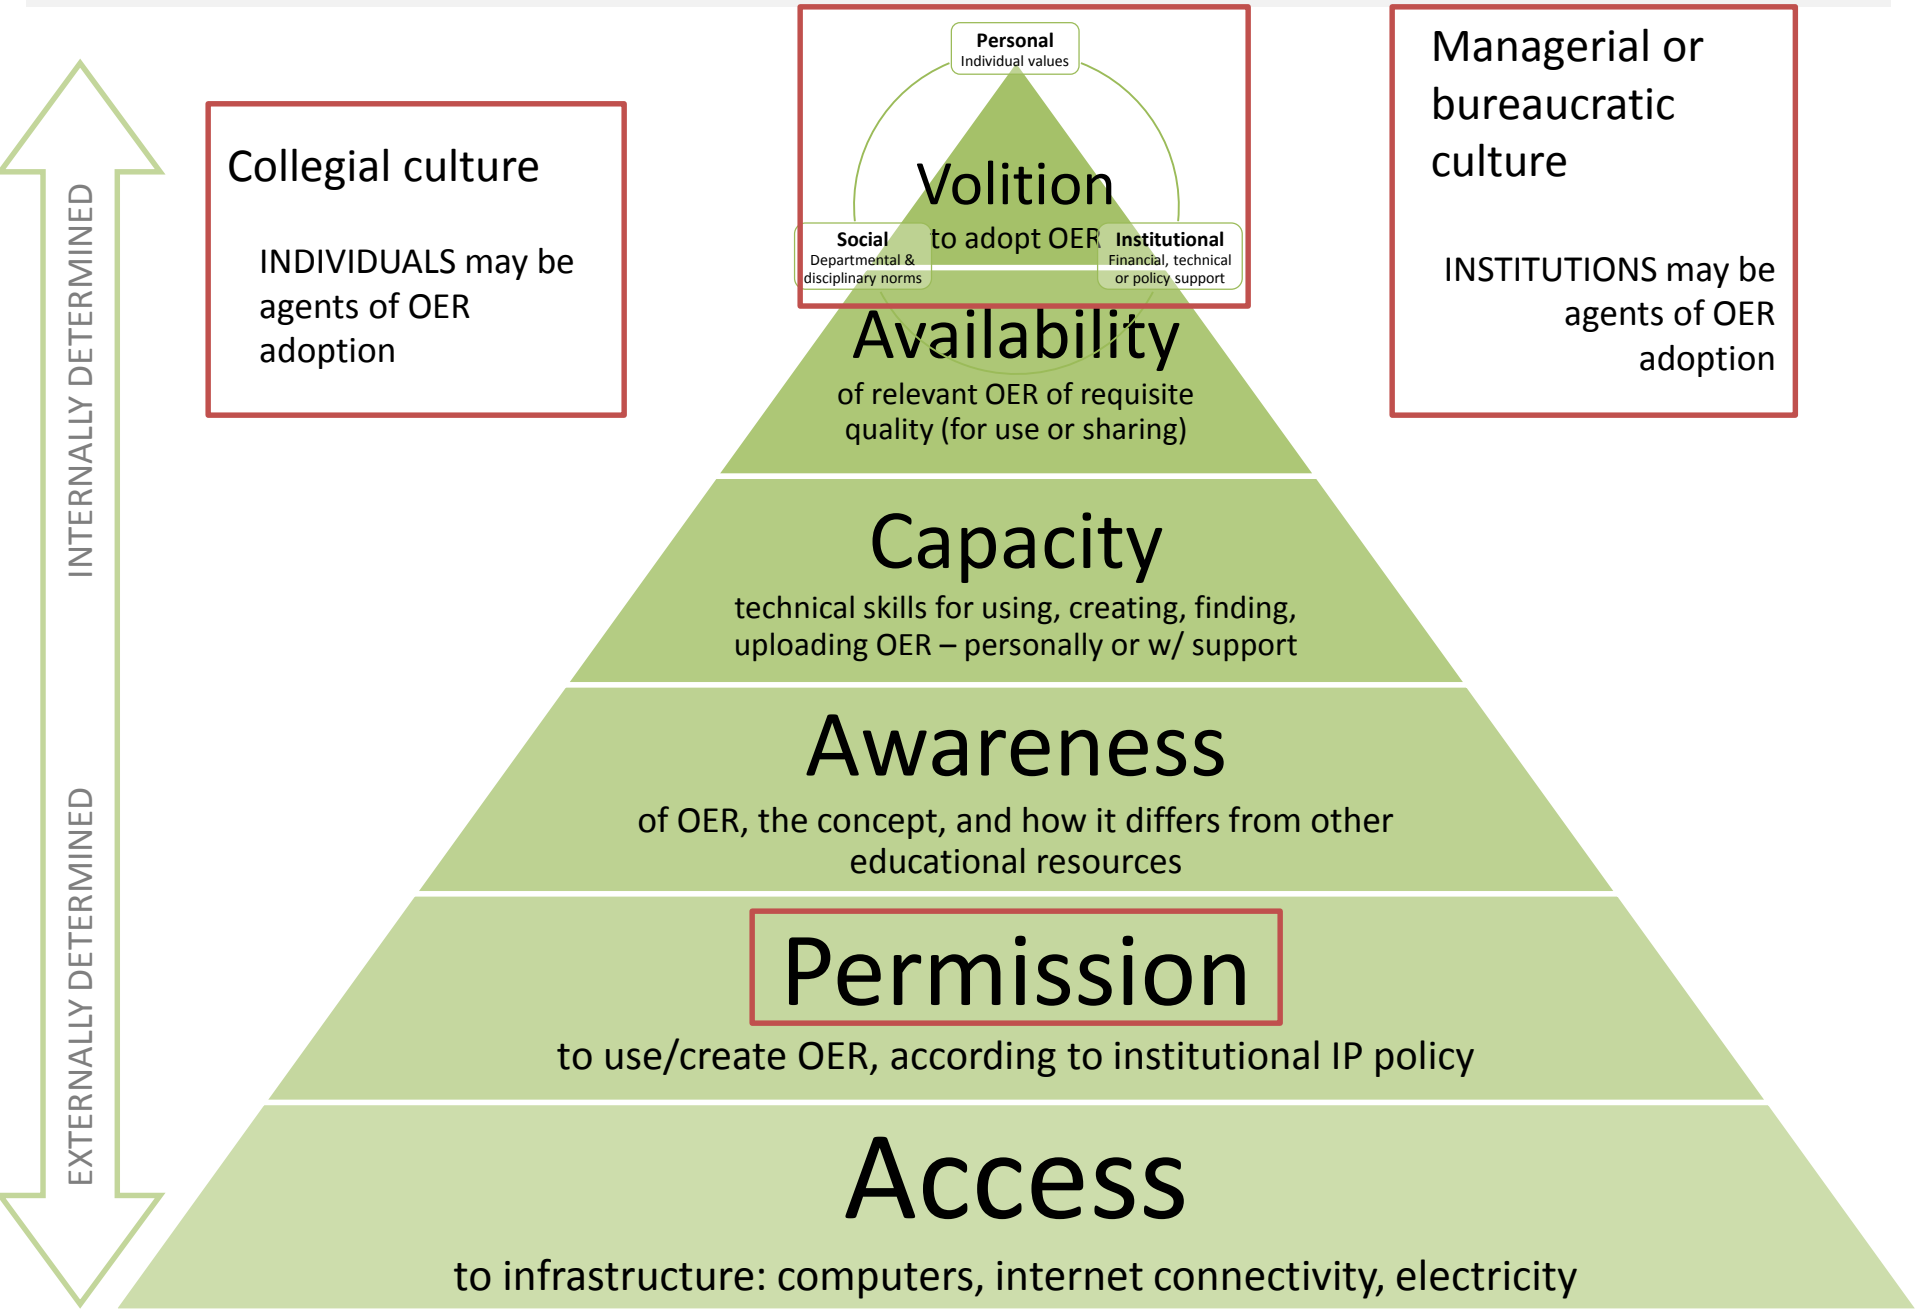 Personal
Individual values
Managerial or
bureaucratic
culture
INSTITUTIONS may be
agents of OER
adoption
Collegial culture
INDIVIDUALS may be
agents of OER
adoption
INTERNALLY DETERMINED
EXTERNALLY DETERMINED
Volition
to adopt OER
Social
Departmental &
disciplinary norms
Institutional
Financial, technical
or policy support
Availability
of relevant OER of requisite
quality (for use or sharing)
Capacity
technical skills for using, creating, finding,
uploading OER – personally or w/ support
Awareness
of OER, the concept, and how it differs from other
educational resources
Permission
to use/create OER, according to institutional IP policy
Access
to infrastructure: computers, internet connectivity, electricity